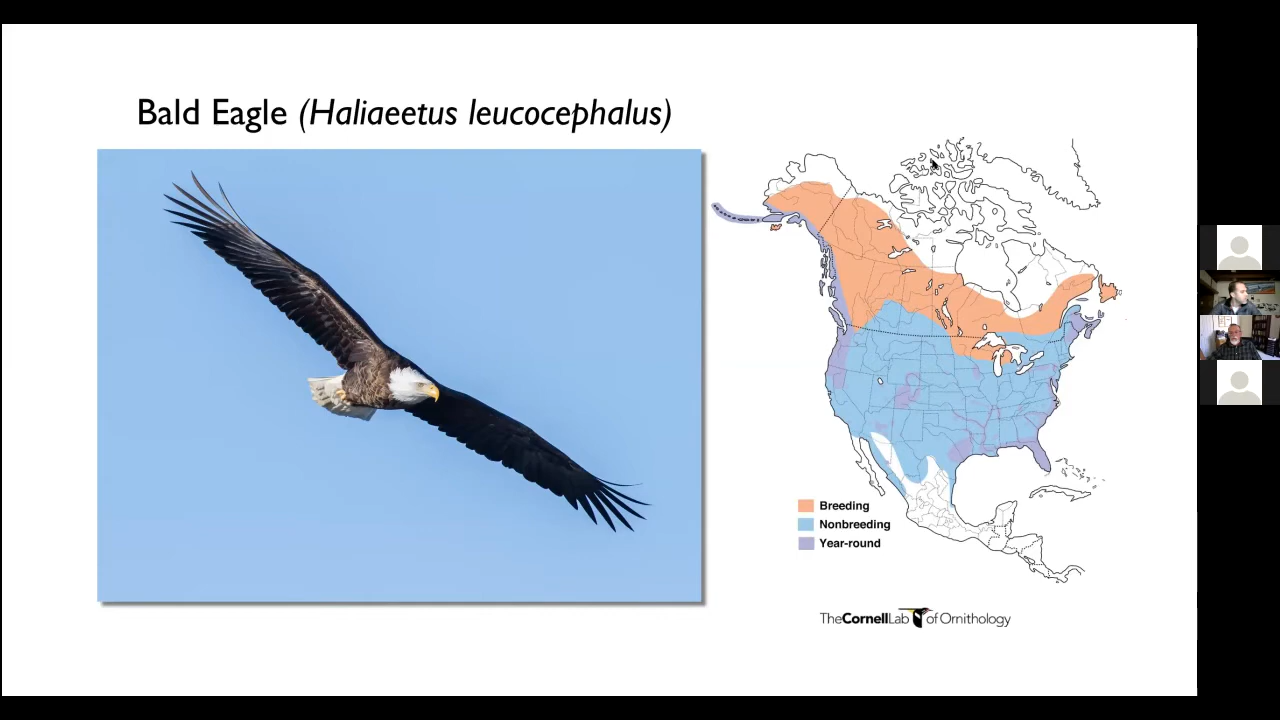 Bald Eagle (Haliaeetus leucocephalus)
Breeding
Nonbreeding
Year-round
TheCornellLab of Ornithology